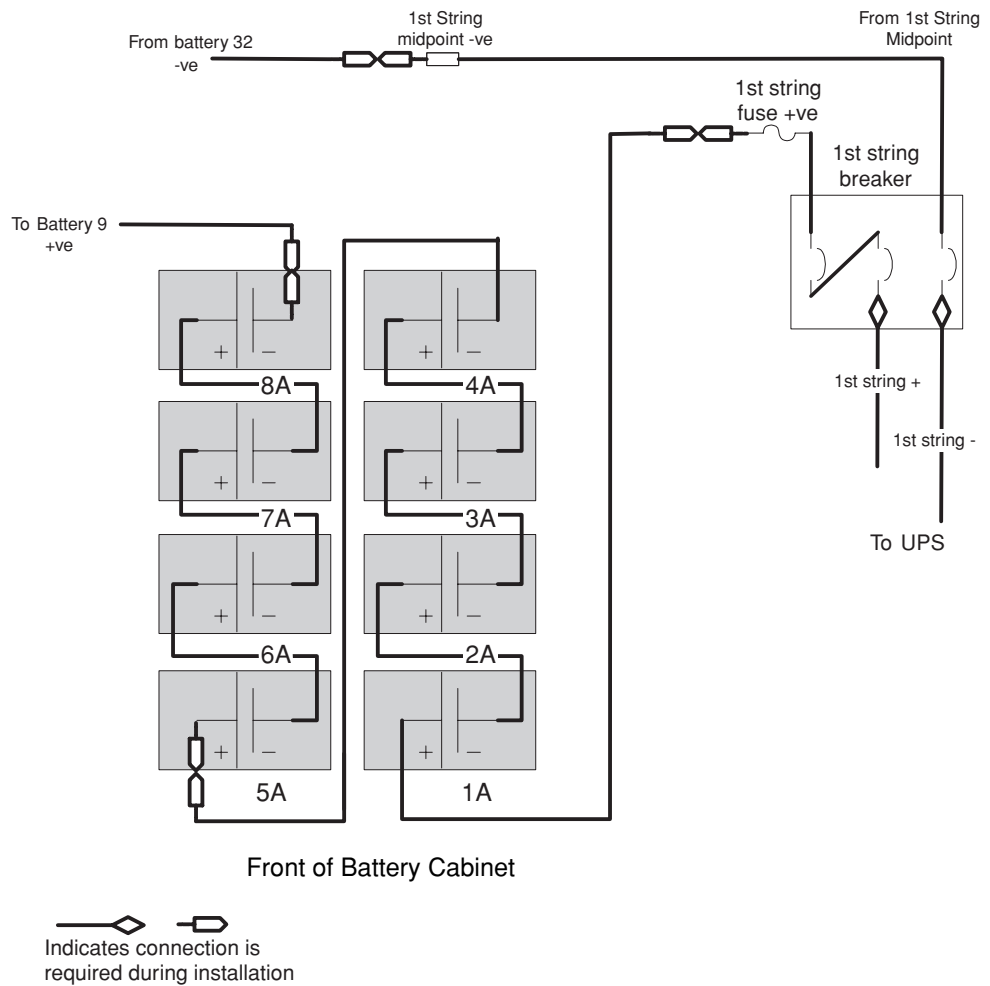 1st String
midpoint -ve
From 1st String
Midpoint
From battery 32
-ve
1st string
fuse +ve
1st string
breaker
To Battery 9
+ve
+ −
+ −
8A
4A
1st string +
+ −
+ −
1st string -
7A
3A
To UPS
+ −
+ −
6A
2A
+ −
+ −
5A
1A
Front of Battery Cabinet
Indicates connection is
required during installation